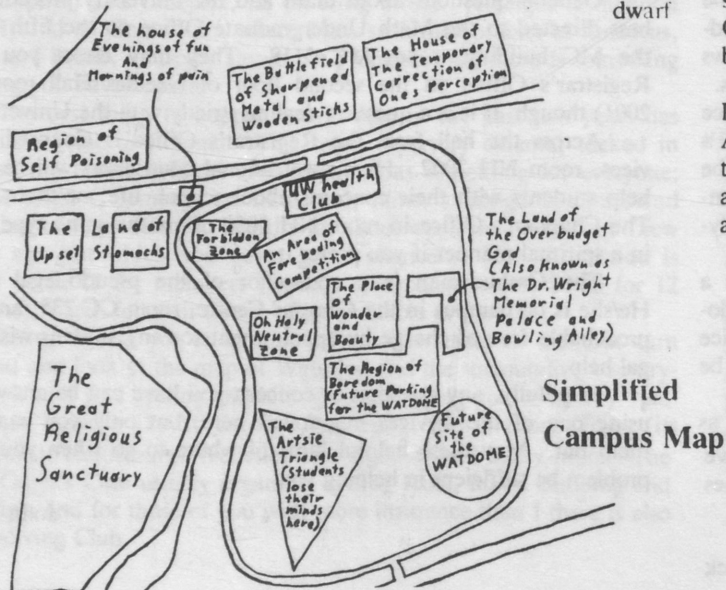 dwarf
The house of
Evenings of fun
and
Mornings of pain
The Battlefield
of Sharpened
Metal and
Wooden Sticks
The House of
The Temporary
Correction of
One's Perception
Region of
Self Poisoning
UW health
Club
The Land of
Upset Stomachs
The
Forbidden
Zone
An Area of
Foreboding
Competition
The Land of
the Overbudget
God
(Also Known as
the Dr. Wright
Memorial
Palace and
Bowling Alley)
The Place
of
Wonder
and
Beauty
Oh Holy
Neutral
Zone
The Region of
Boredom
(Future Parking
for the WATDOME)
The
Great
Religious
Sanctuary
The
Artsie
Triangle
(Students
lose
their
minds
here)
Future
Site of
the
WATDOME
Simplified
Campus Map